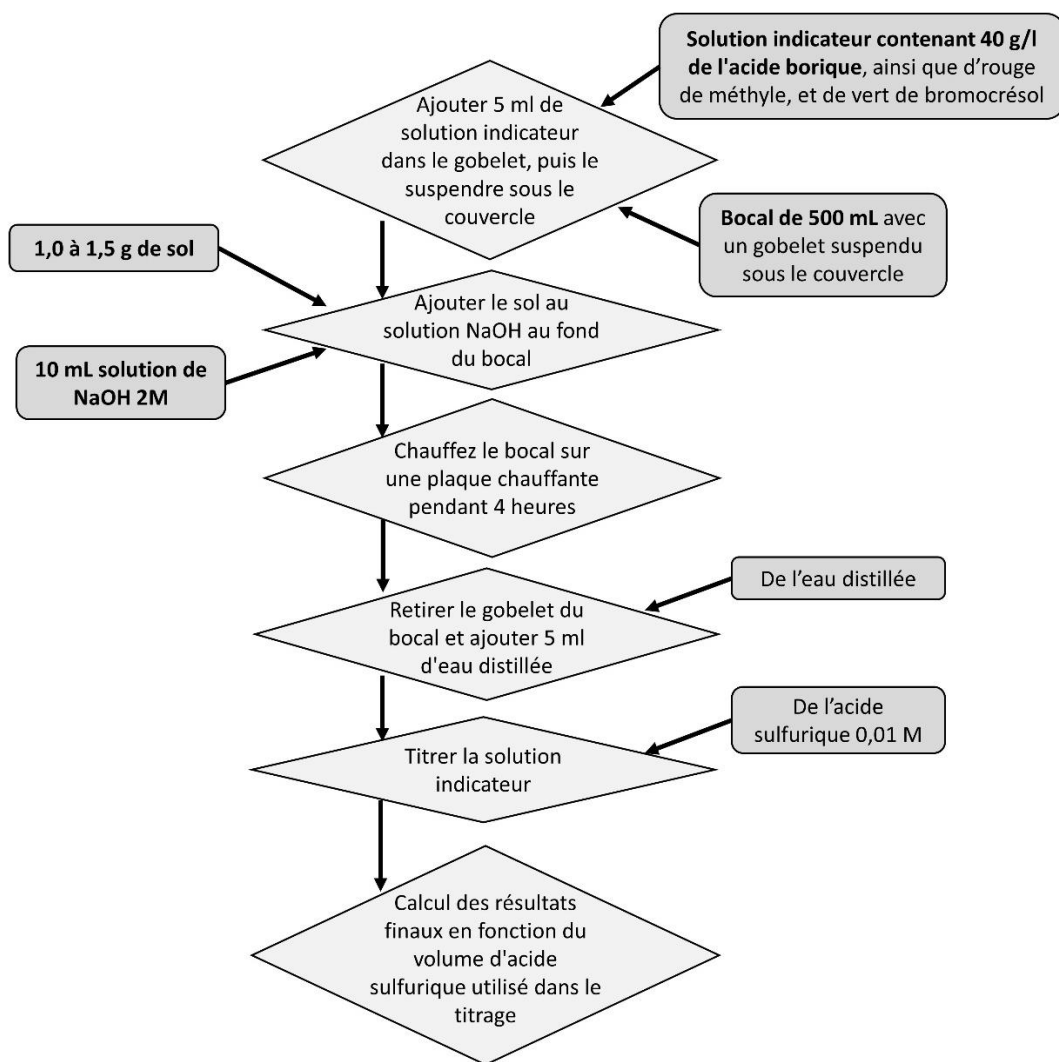 Solution indicateur contenant 40 g/l
de l'acide borique, ainsi que d'rouge
de méthyle, et de vert de bromocrésol
Ajouter 5 ml de
solution indicateur
dans le gobelet, puis le
suspendre sous le
couvercle
Bocal de 500 mL avec
un gobelet suspendu
sous le couvercle
1,0 à 1,5 g de sol
Ajouter le sol au
solution NaOH au fond
du bocal
10 mL solution de
NaOH 2M
Chauffez le bocal sur
une plaque chauffante
pendant 4 heures
De l’eau distillée
Retirer le gobelet du
bocal et ajouter 5 ml
d'eau distillée
De l’acide
sulfurique 0,01 M
Titrer la solution
indicateur
Calcul des résultats
finaux en fonction du
volume d'acide
sulfurique utilisé dans le
titrage